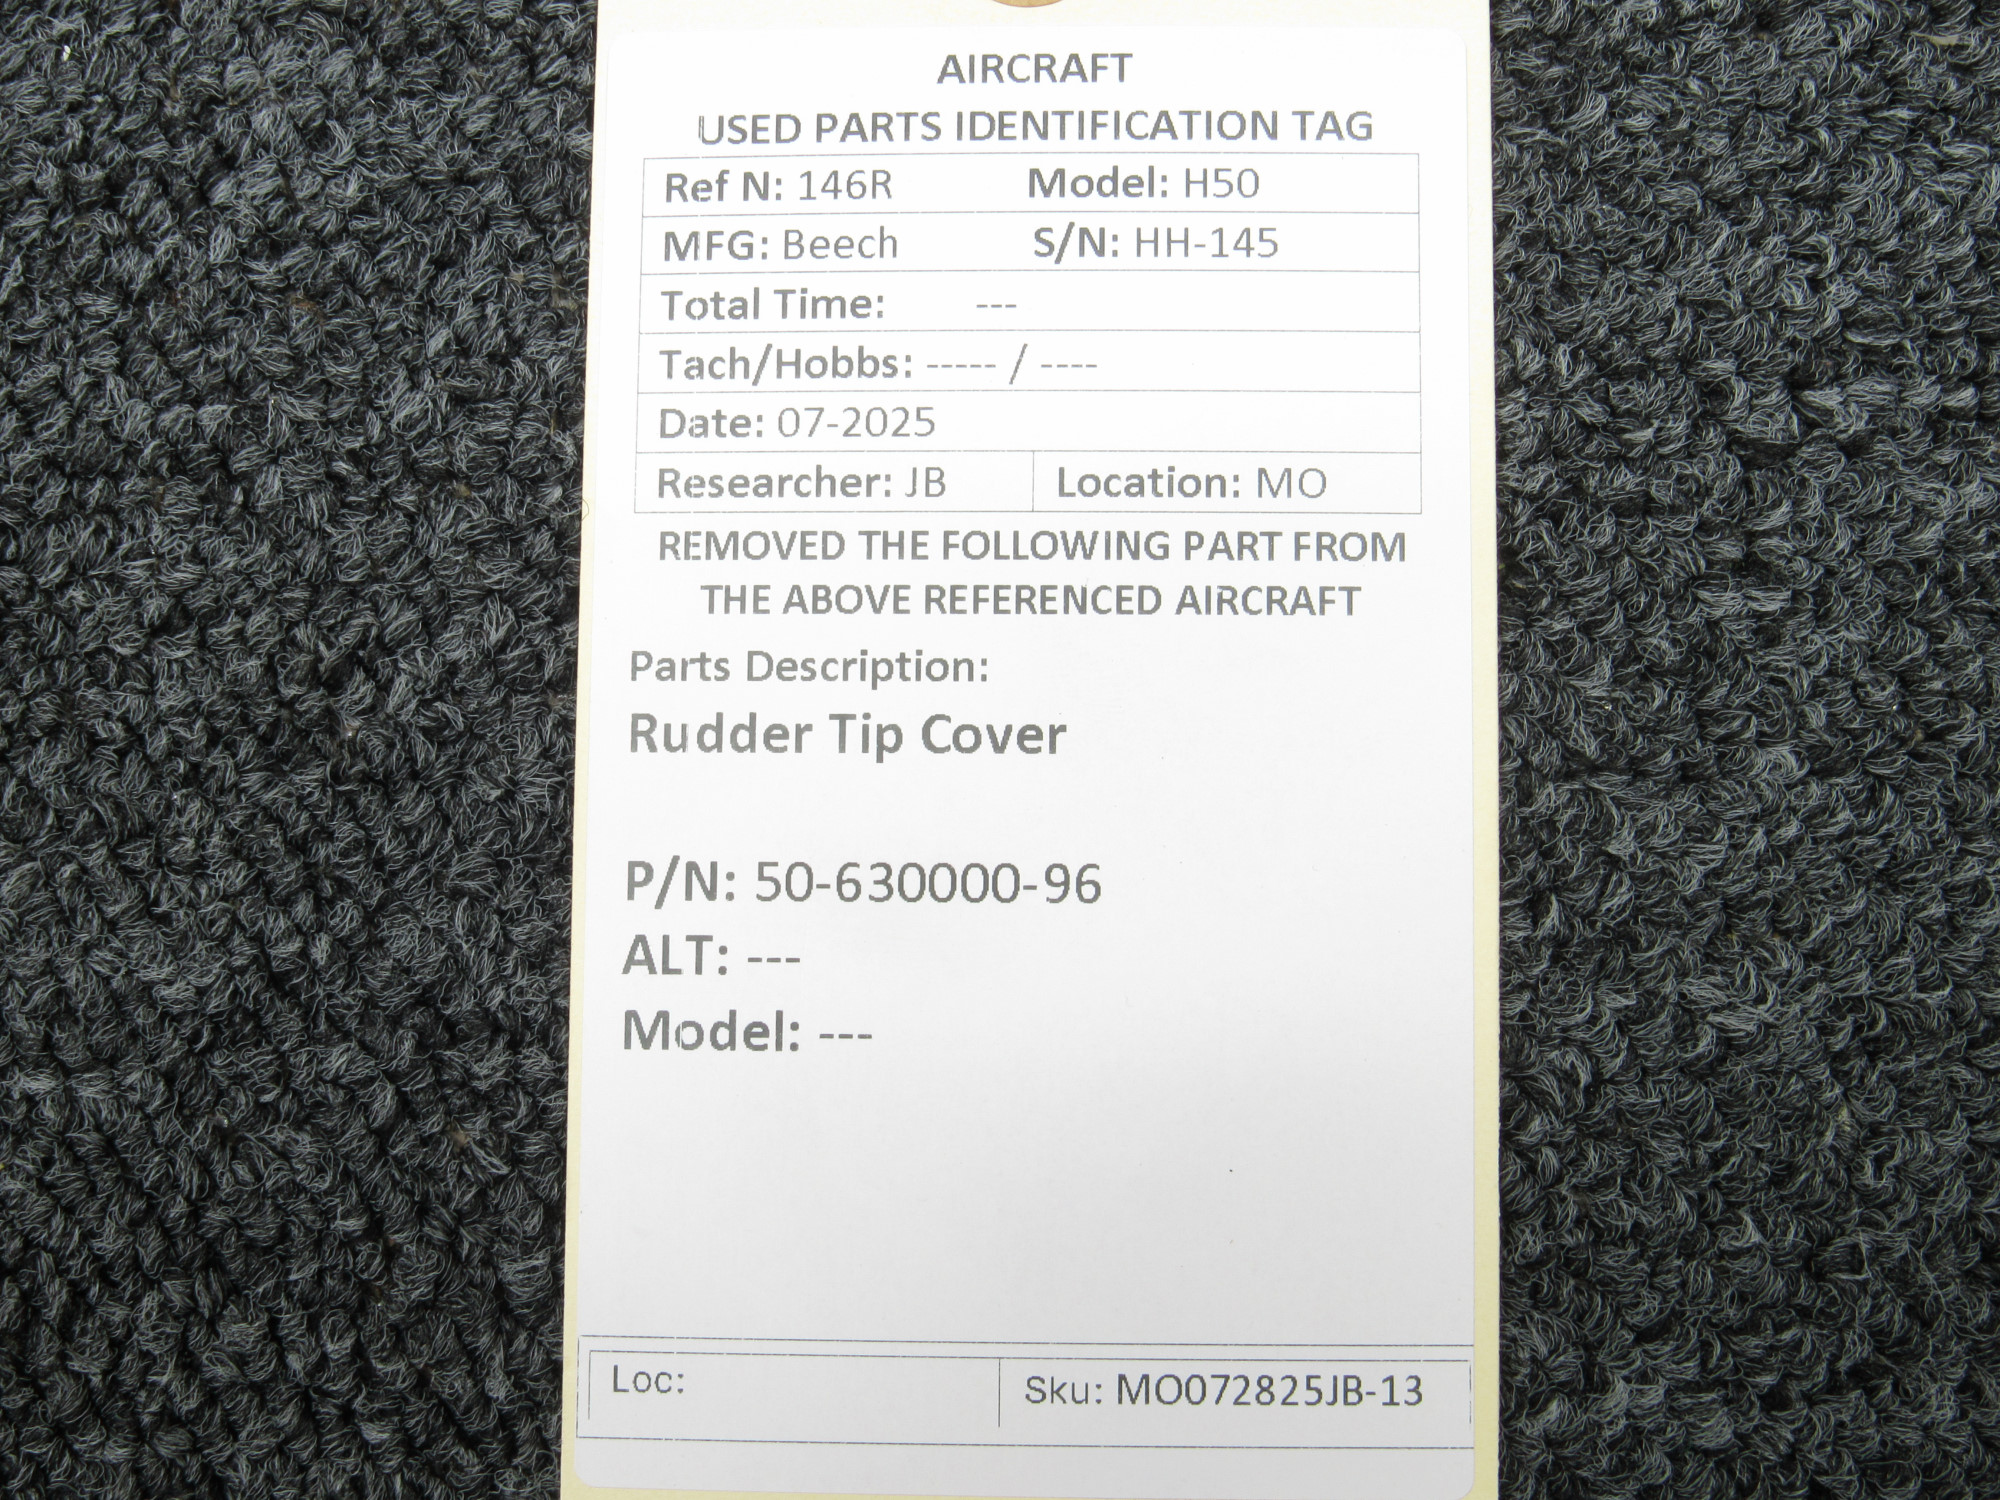 AIRCRAFT
USED PARTS IDENTIFICATION TAG
Ref N: 146R Model: H50
MFG: Beech S/N: HH-145
Total Time: ---
Tach/Hobbs: ----- / ----
Date: 07-2025
Researcher: JB Location: MO
REMOVED THE FOLLOWING PART FROM
THE ABOVE REFERENCED AIRCRAFT
Parts Description:
Rudder Tip Cover
P/N: 50-630000-96
ALT: ---
Model: ---
Loc: Sku: MO072825JB-13